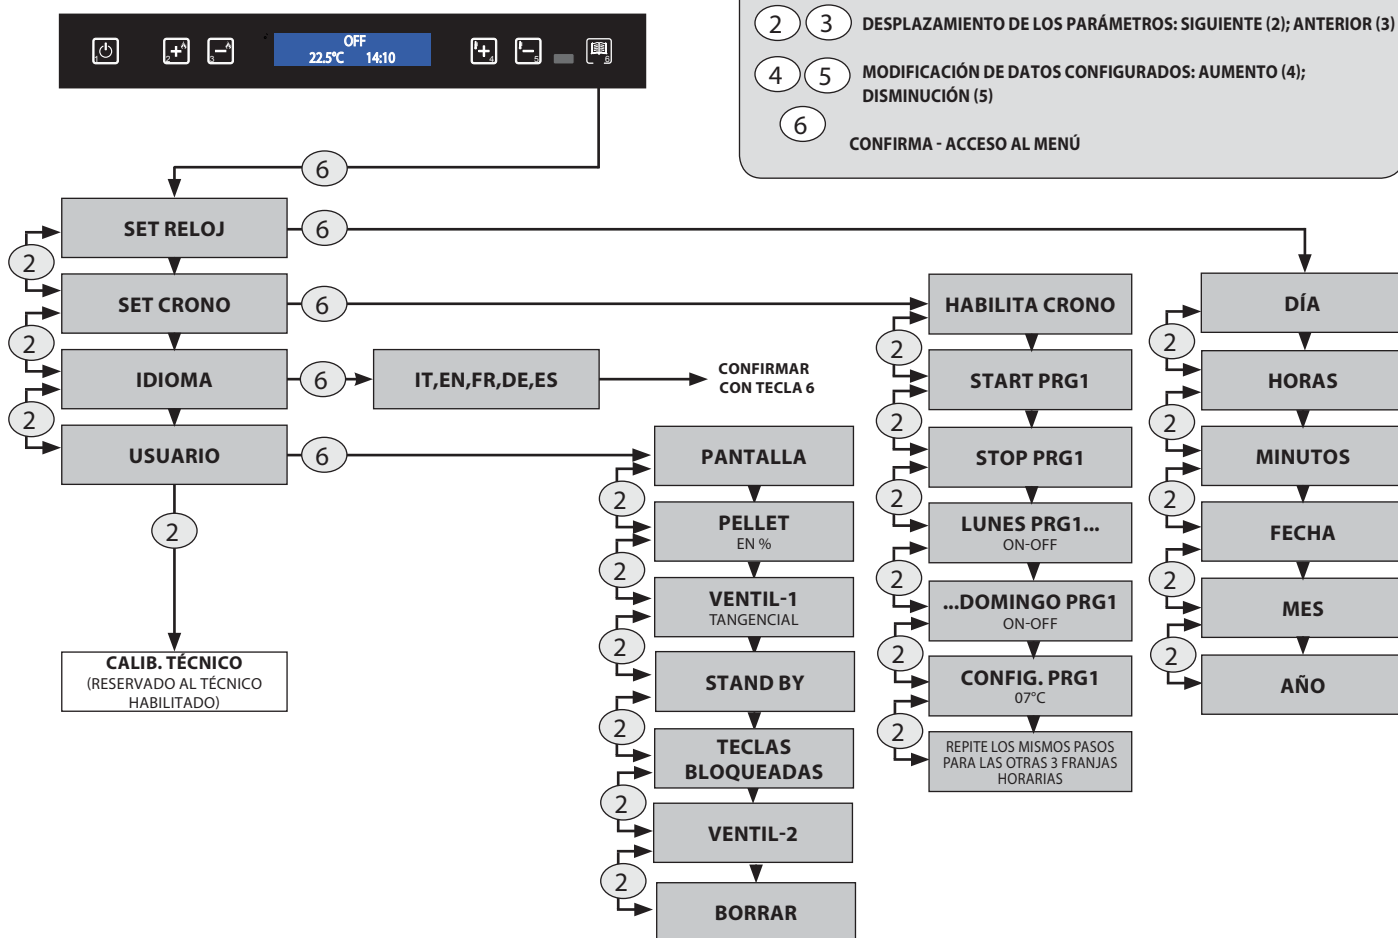 OFF
22.5°C 14:10
1
2
3
4
5
6
2 3 DESPLAZAMIENTO DE LOS PARÁMETROS: SIGUIENTE (2); ANTERIOR (3)
4 5 MODIFICACIÓN DE DATOS CONFIGURADOS: AUMENTO (4);
DISMINUCIÓN (5)
6
CONFIRMA - ACCESO AL MENÚ
6
SET RELOJ
6
2
SET CRONO
6
2
IDIOMA
6
IT,EN,FR,DE,ES
CONFIRMAR
CON TECLA 6
2
USUARIO
6
2
CALIB. TÉCNICO
(RESERVADO AL TÉCNICO
HABILITADO)
PANTALLA
2
PELLET
EN %
2
VENTIL-1
TANGENCIAL
2
STAND BY
2
TECLAS
BLOQUEADAS
2
VENTIL-2
2
BORRAR
HABILITA CRONO
2
START PRG1
2
STOP PRG1
2
LUNES PRG1...
ON-OFF
2
...DOMINGO PRG1
ON-OFF
2
CONFIG. PRG1
07°C
2
REPITE LOS MISMOS PASOS
PARA LAS OTRAS 3 FRANJAS
HORARIAS
DÍA
2
HORAS
2
MINUTOS
2
FECHA
2
MES
2
AÑO